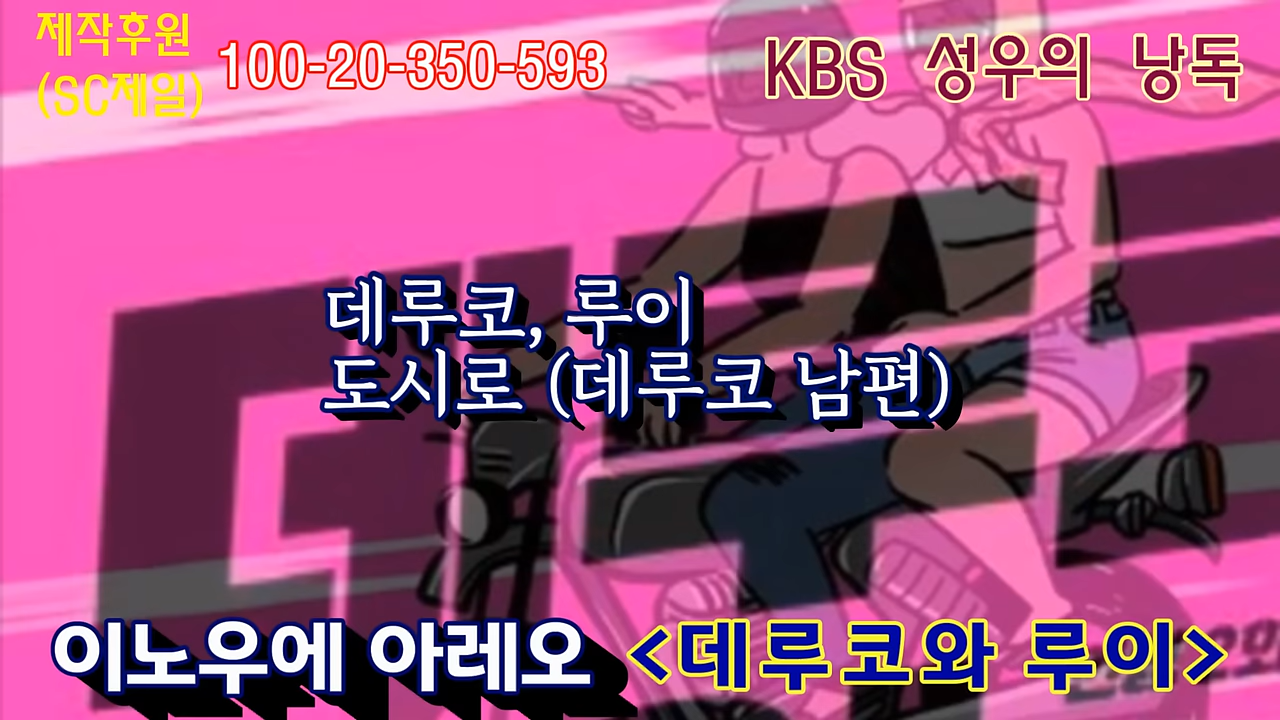 제작후원
(SC제일)
100-20-350-593
KBS 성우의 낭독
데루코, 루이
도시로 (데루코 남편)
이노우에 아레오 <데루코와 루이>